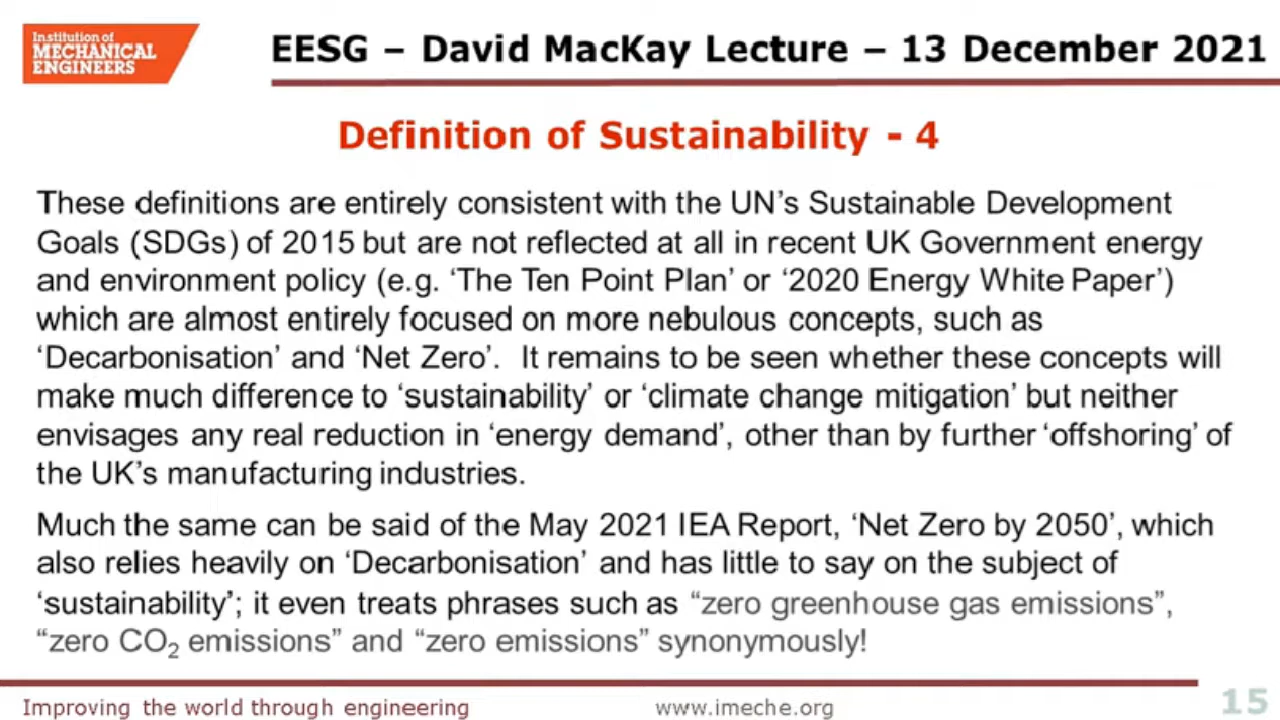 Institution of
MECHANICAL
ENGINEERS
EESG – David MacKay Lecture – 13 December 2021
Definition of Sustainability - 4
These definitions are entirely consistent with the UN’s Sustainable Development
Goals (SDGs) of 2015 but are not reflected at all in recent UK Government energy
and environment policy (e.g. ‘The Ten Point Plan’ or ‘2020 Energy White Paper’)
which are almost entirely focused on more nebulous concepts, such as
‘Decarbonisation’ and ‘Net Zero’. It remains to be seen whether these concepts will
make much difference to ‘sustainability’ or ‘climate change mitigation’ but neither
envisages any real reduction in ‘energy demand’, other than by further ‘offshoring’ of
the UK’s manufacturing industries.
Much the same can be said of the May 2021 IEA Report, ‘Net Zero by 2050’, which
also relies heavily on ‘Decarbonisation’ and has little to say on the subject of
‘sustainability’; it even treats phrases such as “zero greenhouse gas emissions”,
“zero CO₂ emissions” and “zero emissions” synonymously!
Improving the world through engineering
www.imeche.org
15